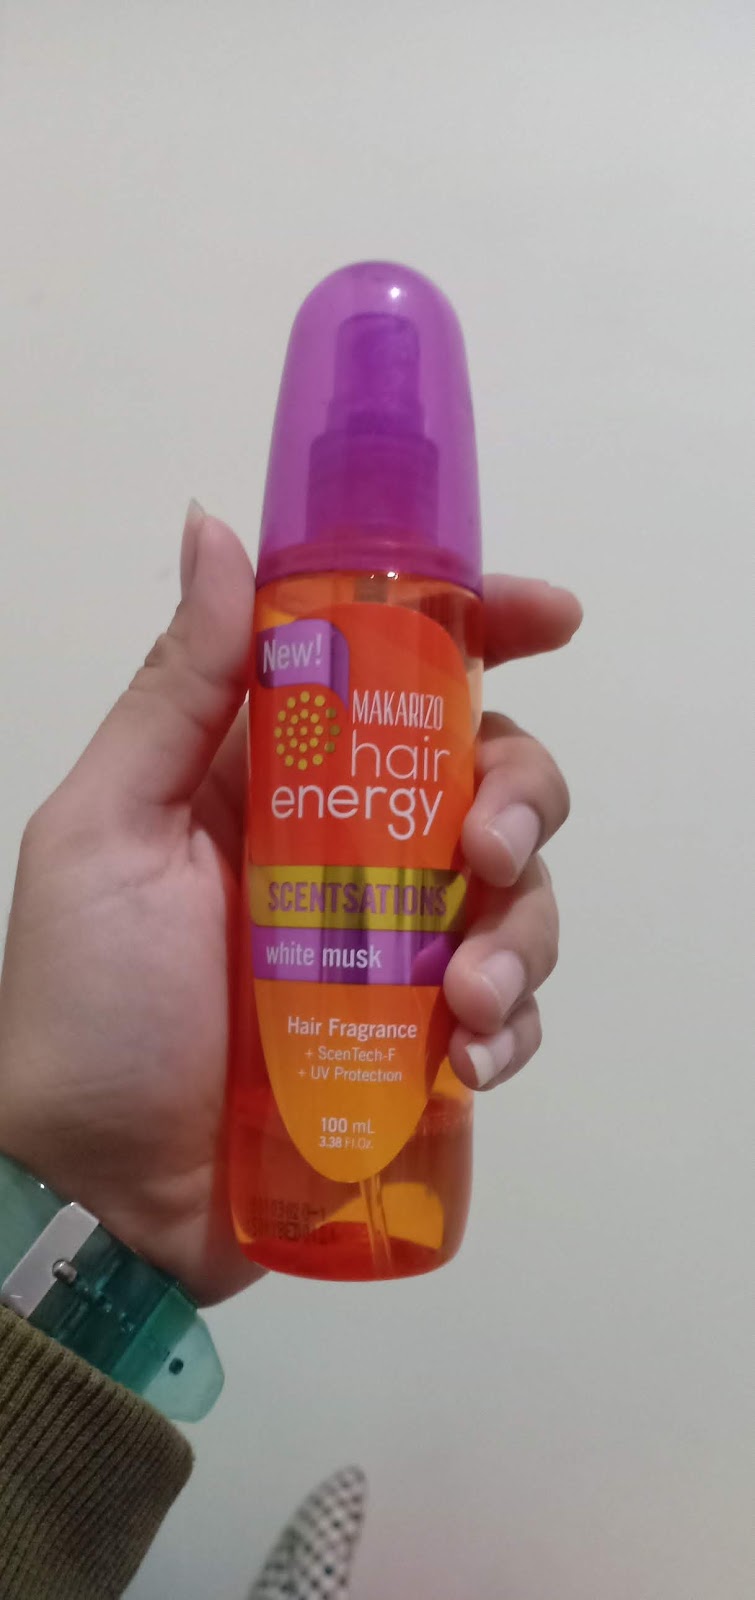 New!
MAKARIZO
hair
energy
SCENTSATIONS
white musk
Hair Fragrance
+ ScenTech-F
+ UV Protection
100 mL
3.38 Fl.Oz.